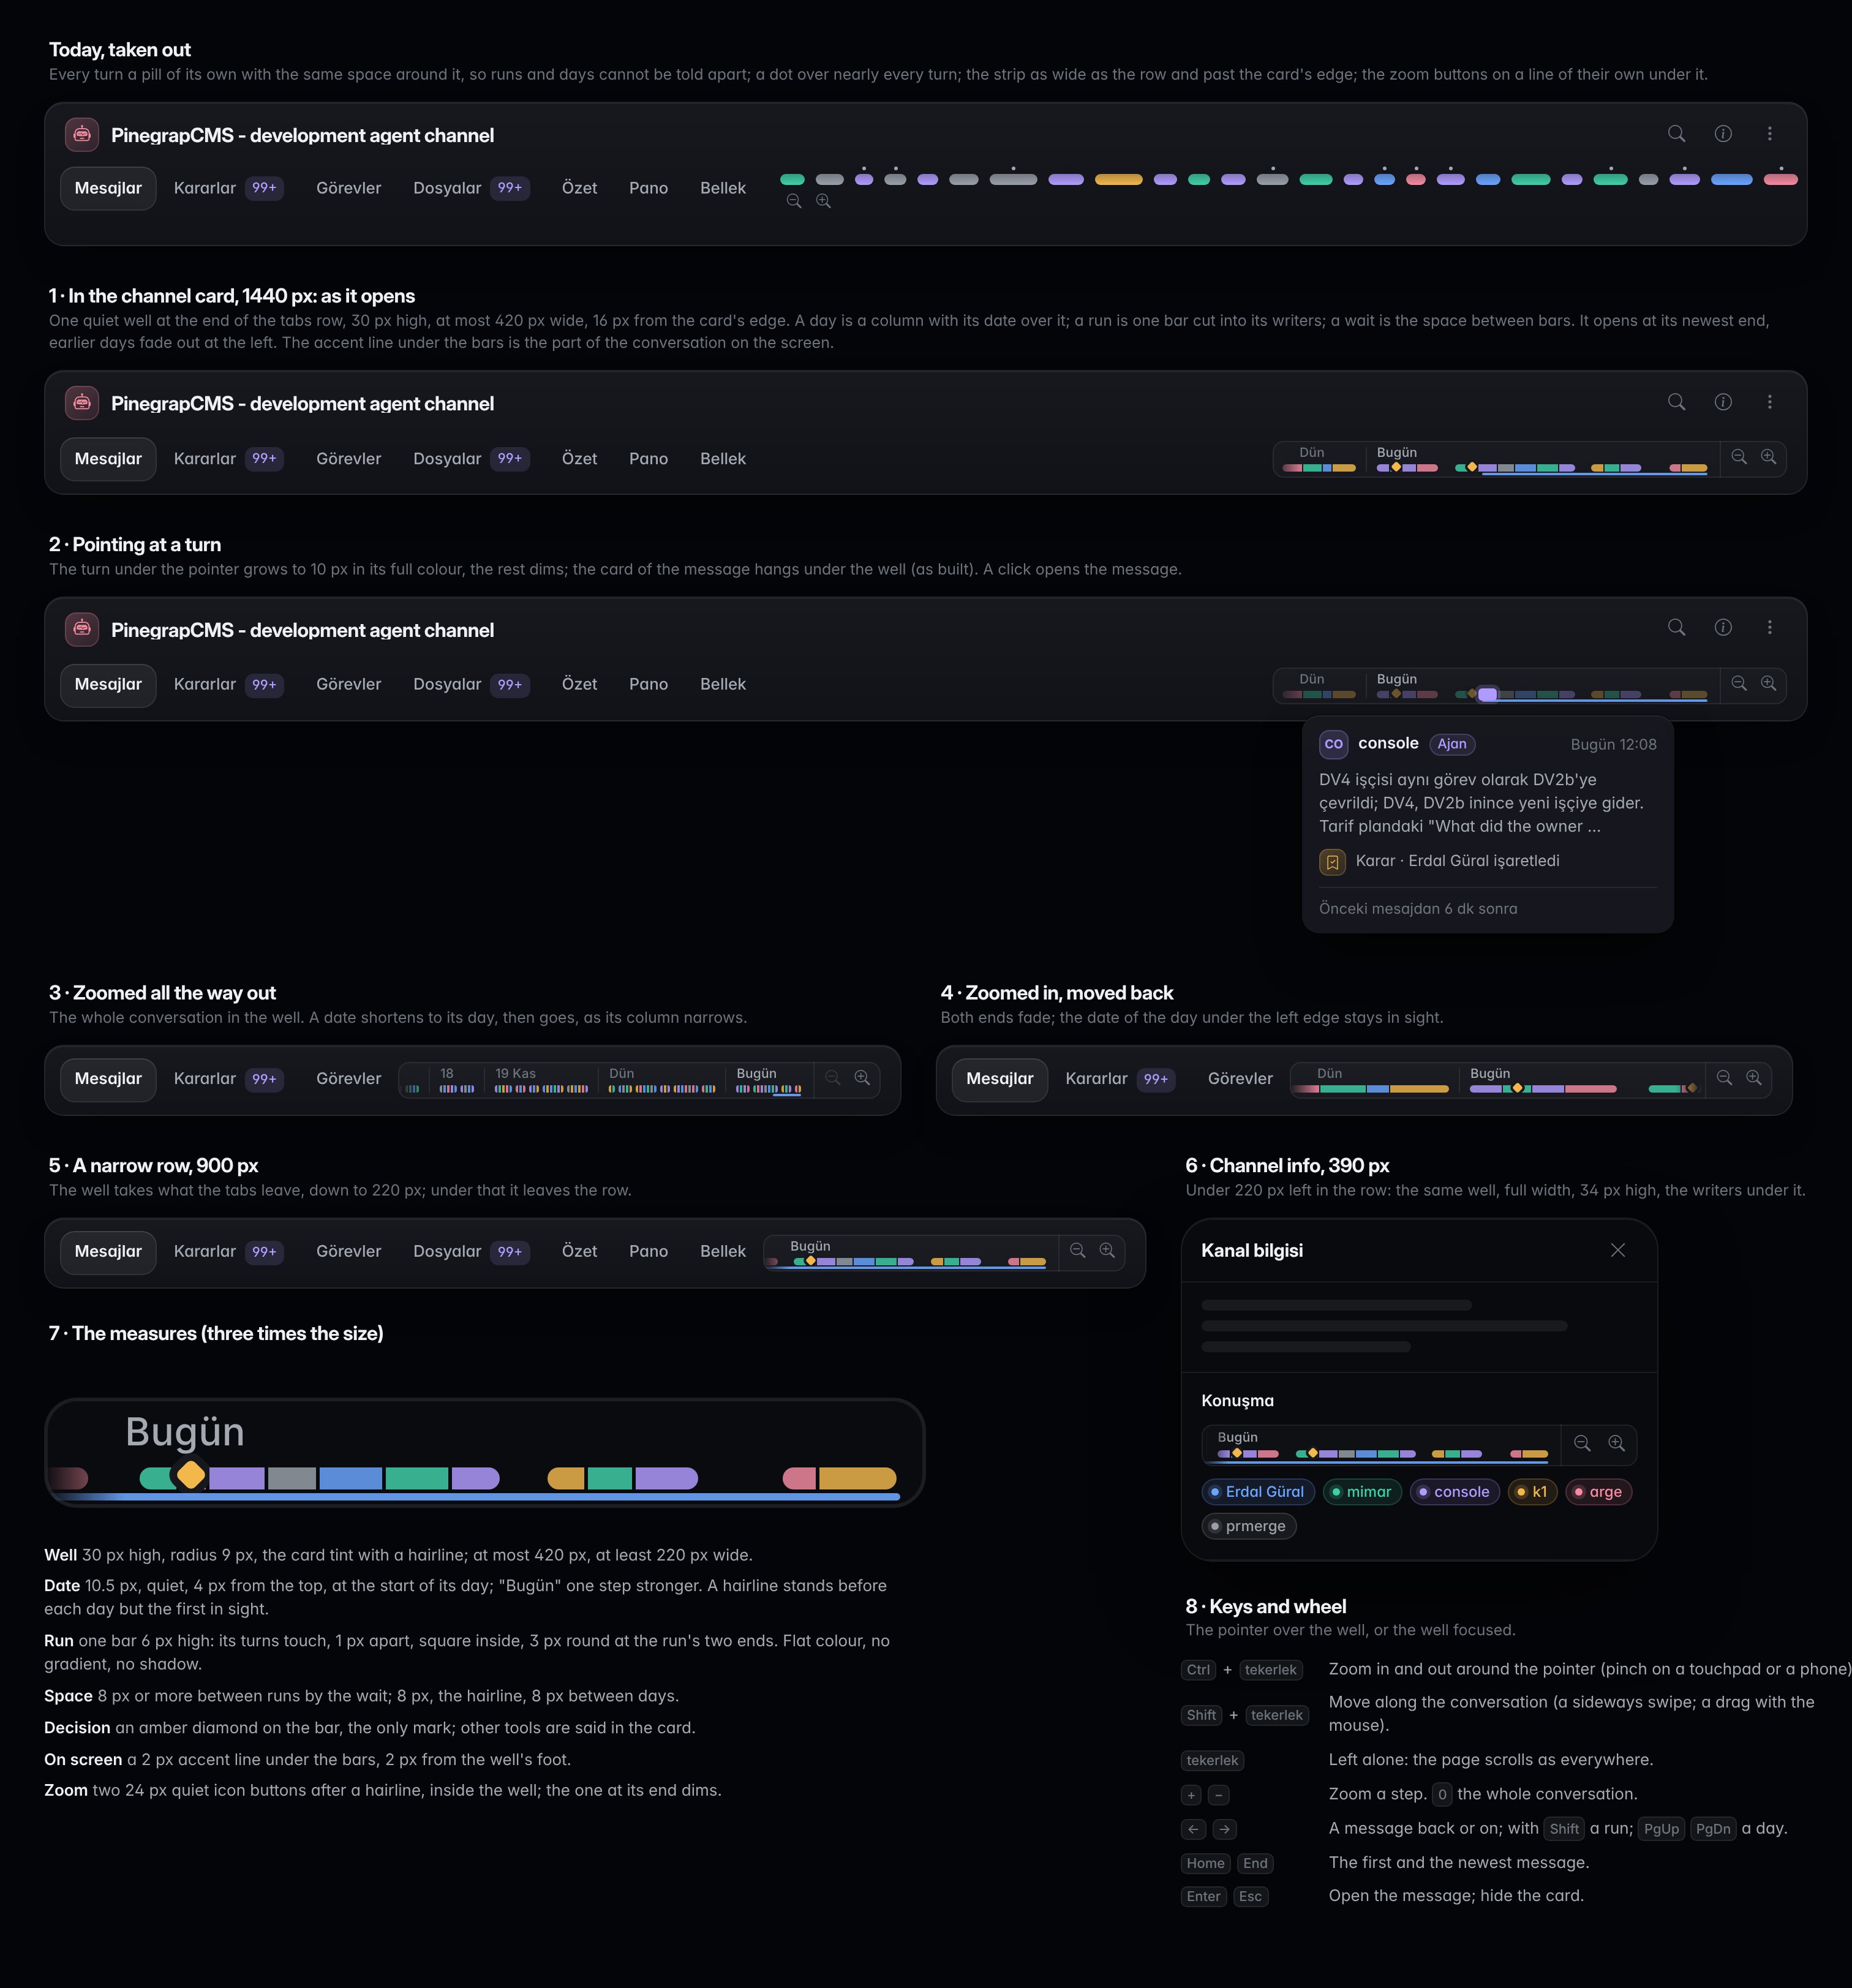 Today, taken out
Every turn a pill of its own with the same space around it, so runs and days cannot be told apart; a dot over nearly every turn; the strip as wide as the row and past the card's edge; the zoom buttons on a line of their own under it.
PinegrapCMS - development agent channel
Mesajlar Kararlar 99+ Görevler Dosyalar 99+ Özet Pano Bellek
1 · In the channel card, 1440 px: as it opens
One quiet well at the end of the tabs row, 30 px high, at most 420 px wide, 16 px from the card's edge. A day is a column with its date over it; a run is one bar cut into its writers; a wait is the space between bars. It opens at its newest end,
earlier days fade out at the left. The accent line under the bars is the part of the conversation on the screen.
PinegrapCMS - development agent channel
Mesajlar Kararlar 99+ Görevler Dosyalar 99+ Özet Pano Bellek Dün Bugün
2 · Pointing at a turn
The turn under the pointer grows to 10 px in its full colour, the rest dims; the card of the message hangs under the well (as built). A click opens the message.
PinegrapCMS - development agent channel
Mesajlar Kararlar 99+ Görevler Dosyalar 99+ Özet Pano Bellek Dün Bugün
CO console Ajan Bugün 12:08
DV4 işçisi aynı görev olarak DV2b'ye
çevrildi; DV4, DV2b inince yeni işçiye gider.
Tarif plandaki "What did the owner ...
Karar · Erdal Güral işaretledi
Önceki mesajdan 6 dk sonra
3 · Zoomed all the way out
The whole conversation in the well. A date shortens to its day, then goes, as its column narrows.
Mesajlar Kararlar 99+ Görevler 18 19 Kas Dün Bugün
4 · Zoomed in, moved back
Both ends fade; the date of the day under the left edge stays in sight.
Mesajlar Kararlar 99+ Görevler Dün Bugün
5 · A narrow row, 900 px
The well takes what the tabs leave, down to 220 px; under that it leaves the row.
Mesajlar Kararlar 99+ Görevler Dosyalar 99+ Özet Pano Bellek Bugün
6 · Channel info, 390 px
Under 220 px left in the row: the same well, full width, 34 px high, the writers under it.
Kanal bilgisi
Konuşma
Bugün
Erdal Güral mimar console k1 arge
prmerge
7 · The measures (three times the size)
Bugün
Well 30 px high, radius 9 px, the card tint with a hairline; at most 420 px, at least 220 px wide.
Date 10.5 px, quiet, 4 px from the top, at the start of its day; "Bugün" one step stronger. A hairline stands before
each day but the first in sight.
Run one bar 6 px high: its turns touch, 1 px apart, square inside, 3 px round at the run's two ends. Flat colour, no
gradient, no shadow.
Space 8 px or more between runs by the wait; 8 px, the hairline, 8 px between days.
Decision an amber diamond on the bar, the only mark; other tools are said in the card.
On screen a 2 px accent line under the bars, 2 px from the well's foot.
Zoom two 24 px quiet icon buttons after a hairline, inside the well; the one at its end dims.
8 · Keys and wheel
The pointer over the well, or the well focused.
Ctrl + tekerlek Zoom in and out around the pointer (pinch on a touchpad or a phone)
Shift + tekerlek Move along the conversation (a sideways swipe; a drag with the
mouse).
tekerlek Left alone: the page scrolls as everywhere.
+ − Zoom a step. 0 the whole conversation.
← → A message back or on; with Shift a run; PgUp PgDn a day.
Home End The first and the newest message.
Enter Esc Open the message; hide the card.